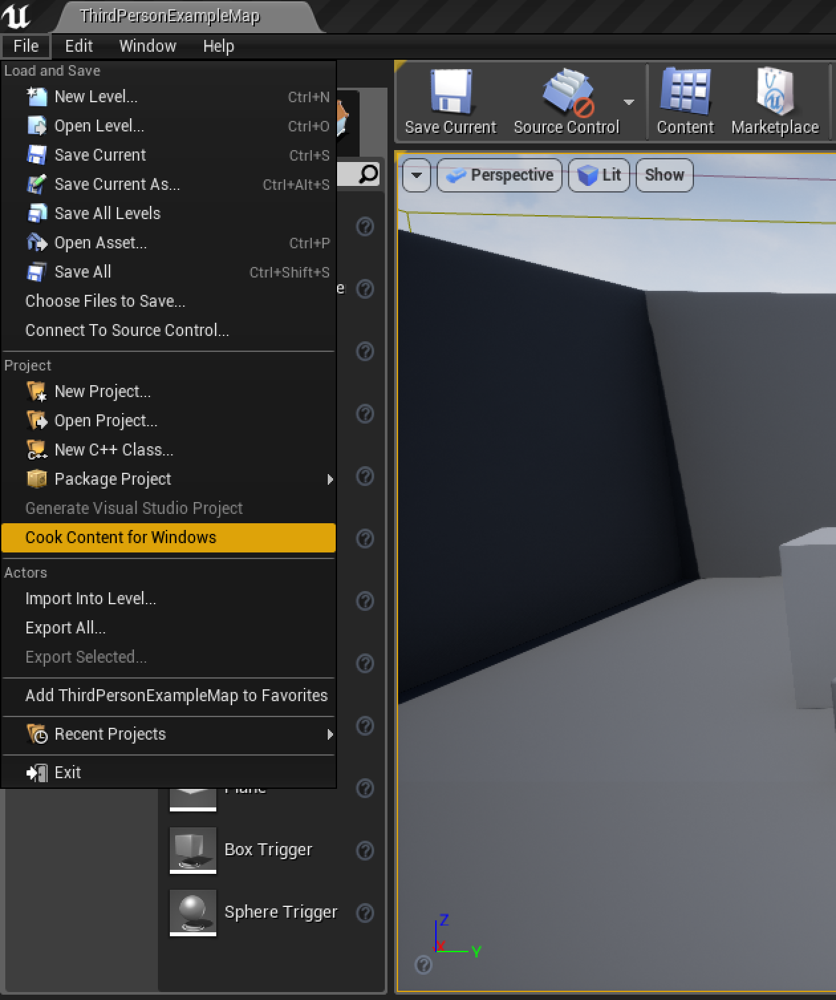 ThirdPersonExampleMap
File Edit Window Help
Load and Save
New Level... Ctrl+N
Open Level... Ctrl+O
Save Current Ctrl+S
Save Current As... Ctrl+Alt+S
Save All Levels
Open Asset... Ctrl+P
Save All Ctrl+Shift+S
Choose Files to Save...
Connect To Source Control...
Project
New Project...
Open Project...
New C++ Class...
Package Project
Generate Visual Studio Project
Cook Content for Windows
Actors
Import Into Level...
Export All...
Export Selected...
Add ThirdPersonExampleMap to Favorites
Recent Projects
Exit
e
Plane
Box Trigger
Sphere Trigger
Save Current Source Control Content Marketplace
Perspective Lit Show
Z
X
Y